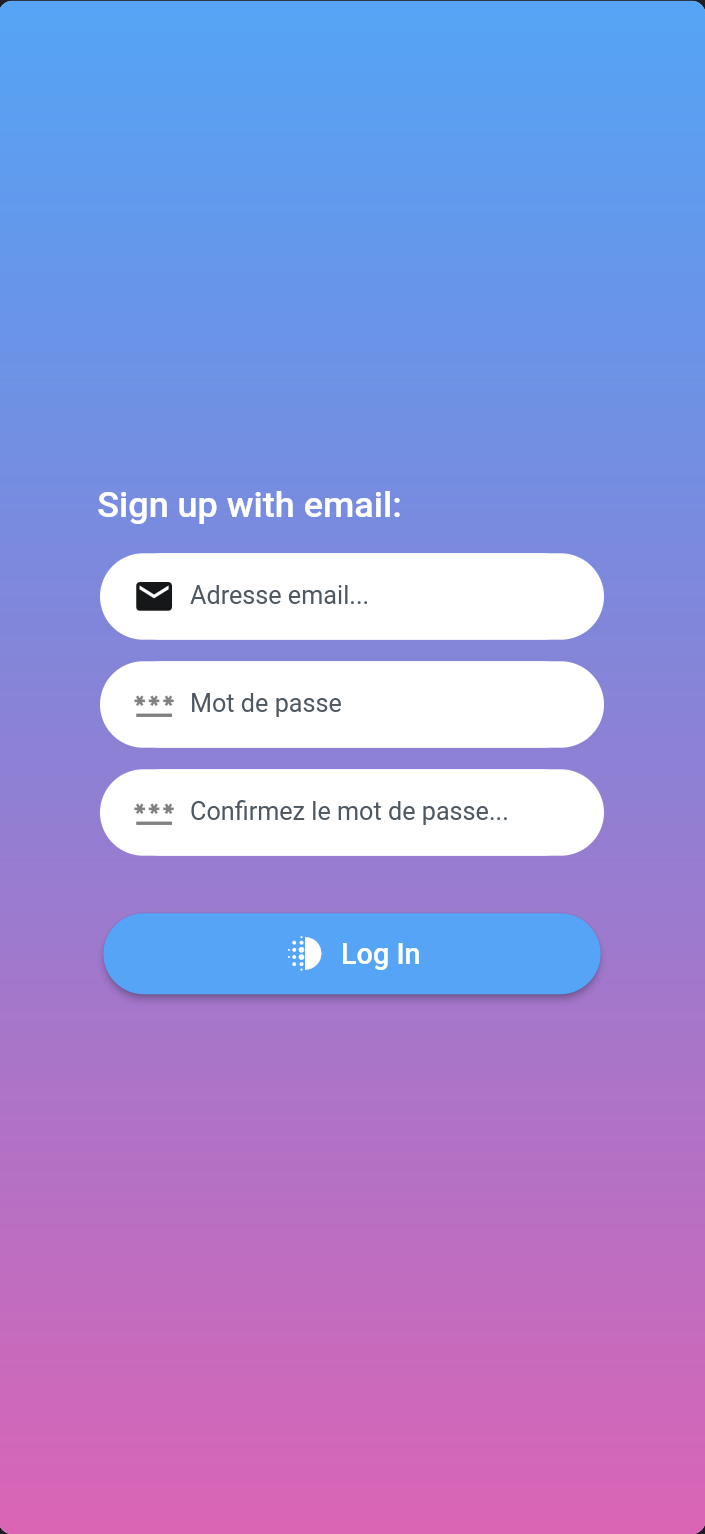 Sign up with email:
Adresse email...
Mot de passe
Confirmez le mot de passe...
Log In